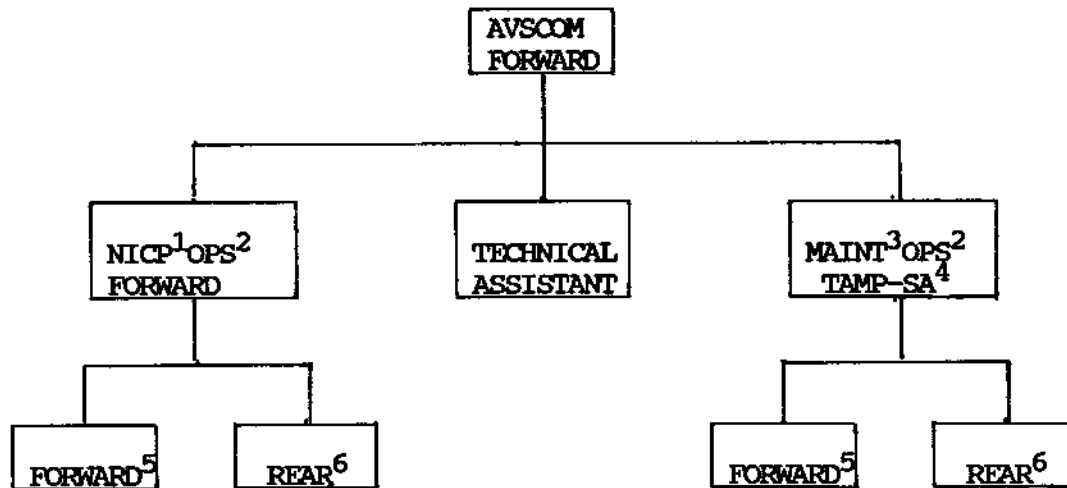 AVSCOM
FORWARD
NICP¹OPS²
FORWARD
TECHNICAL
ASSISTANT
MAINT³OPS²
TAMP-SA⁴
FORWARD⁵
REAR⁶
FORWARD⁵
REAR⁶